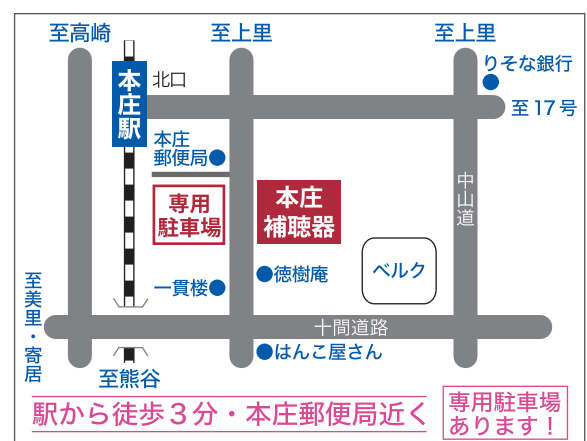 至高崎
至上里
至上里
りそな銀行
本庄駅
北口
至17号
本庄
郵便局
専用
駐車場
本庄
補聴器
中山道
徳樹庵
ベルク
一貫楼
至美里・寄居
十間道路
はんこ屋さん
至熊谷
駅から徒歩３分・本庄郵便局近く
専用駐車場
あります！